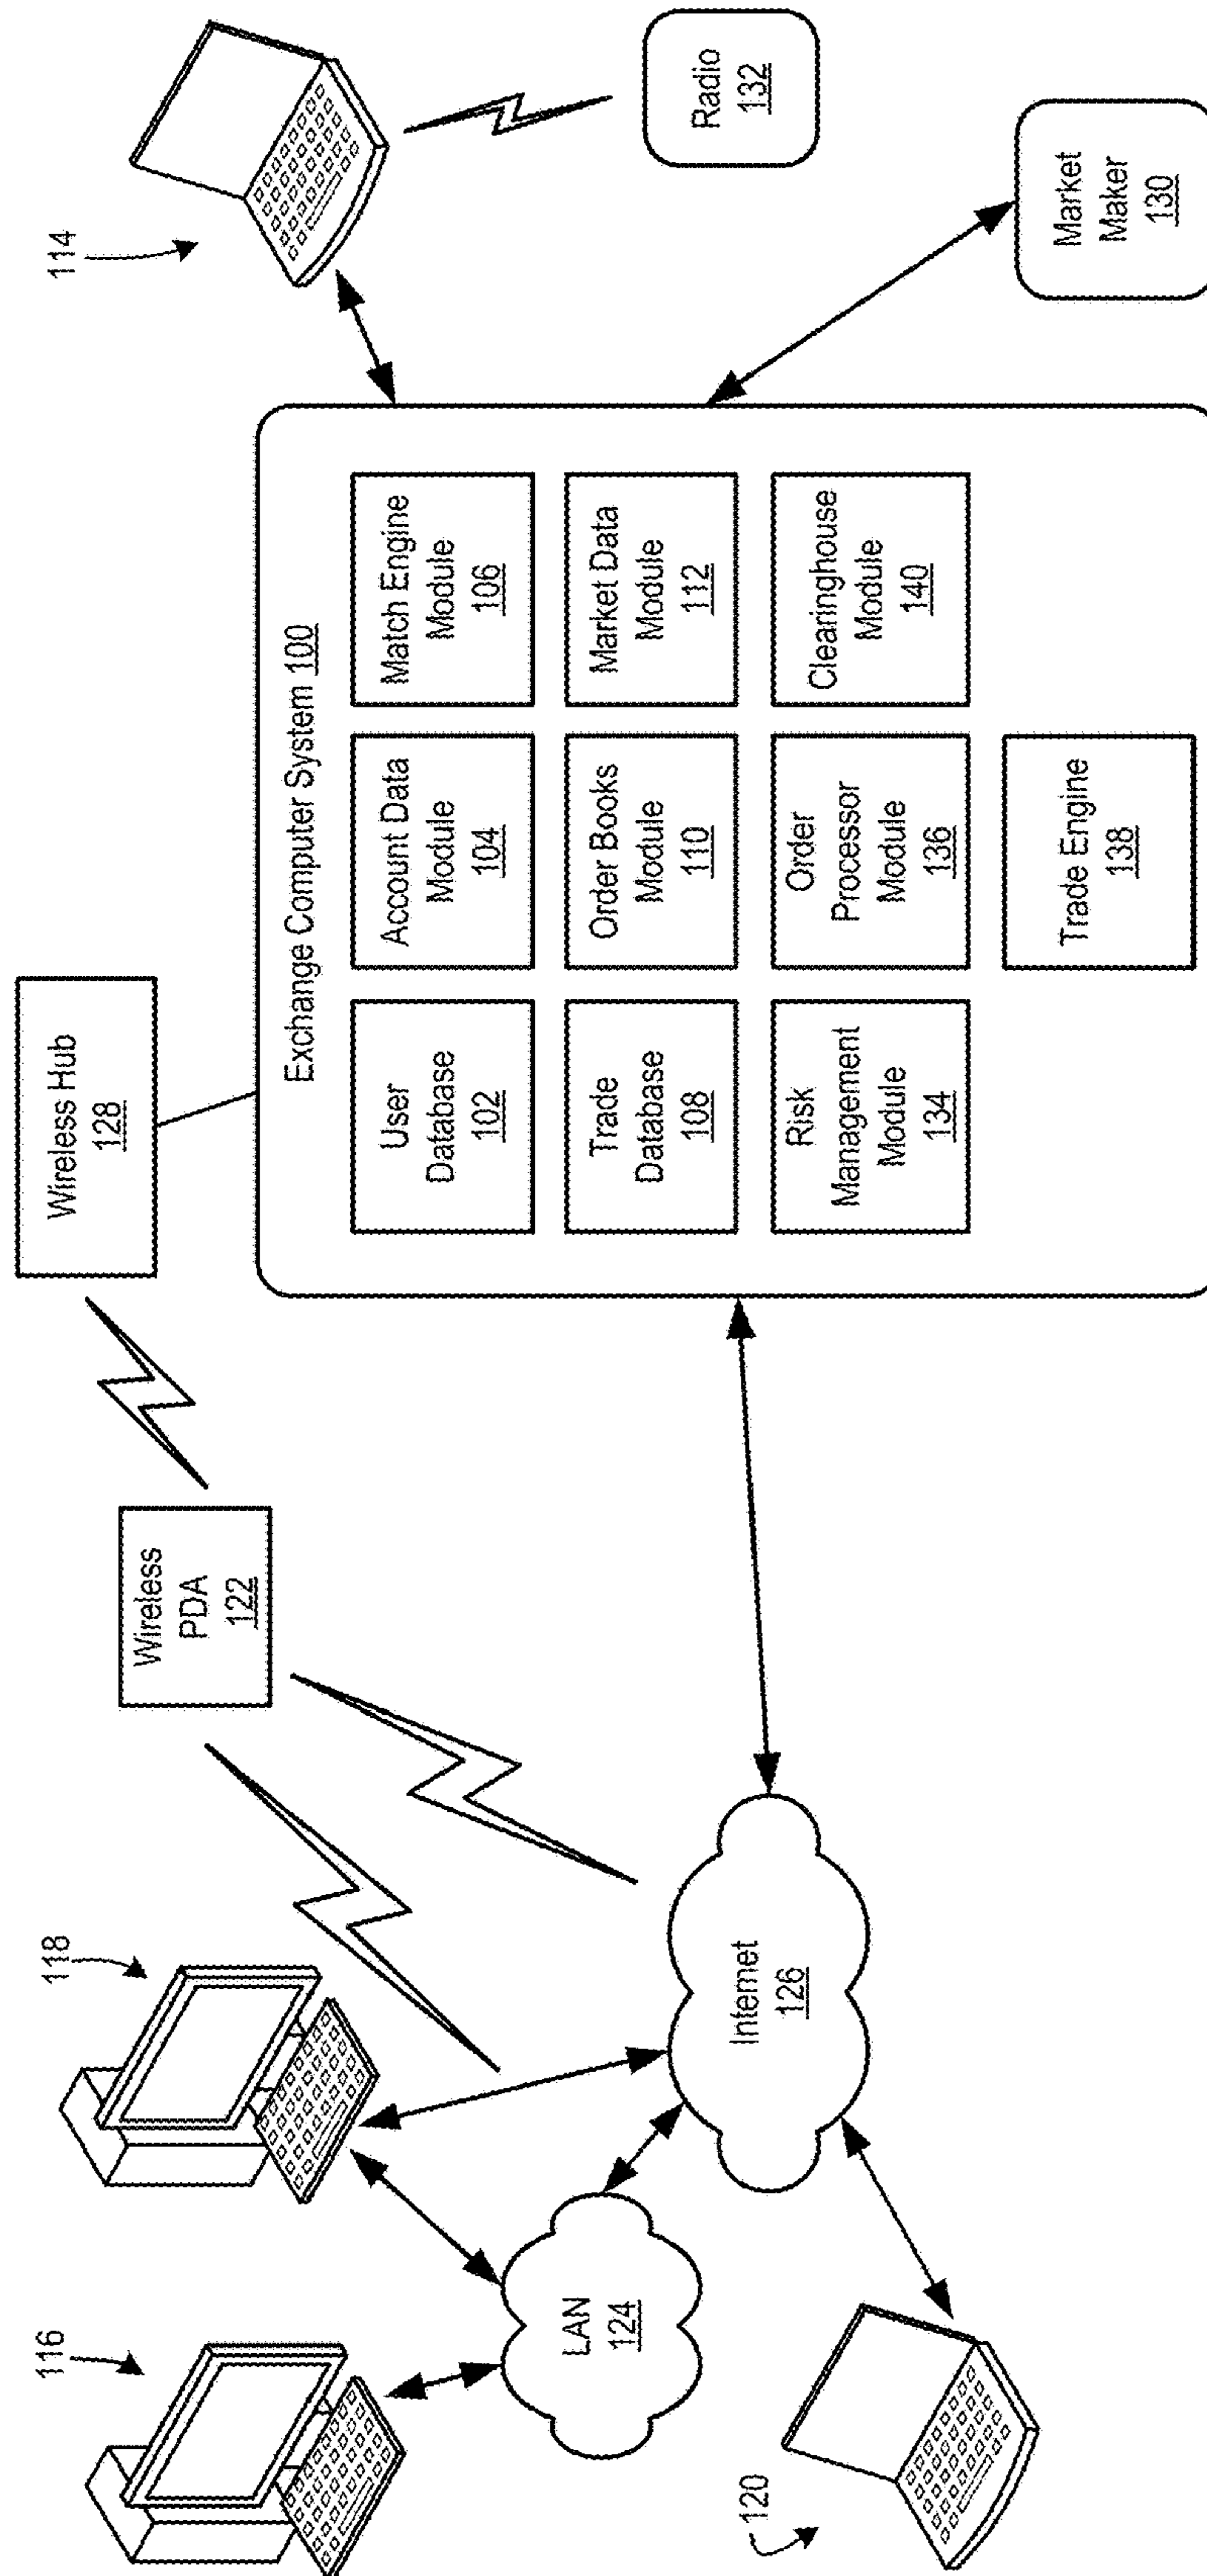 Wireless Hub
128
114
Wireless
PDA
122
118
116
Exchange Computer System 100
User
Database
102
Account Data
Module
104
Match Engine
Module
106
Trade
Database
108
Order Books
Module
110
Market Data
Module
112
Risk
Management
Module
134
Order
Processor
Module
136
Clearinghouse
Module
140
Trade Engine
138
Radio
132
Market
Maker
130
LAN
124
Internet
126
120